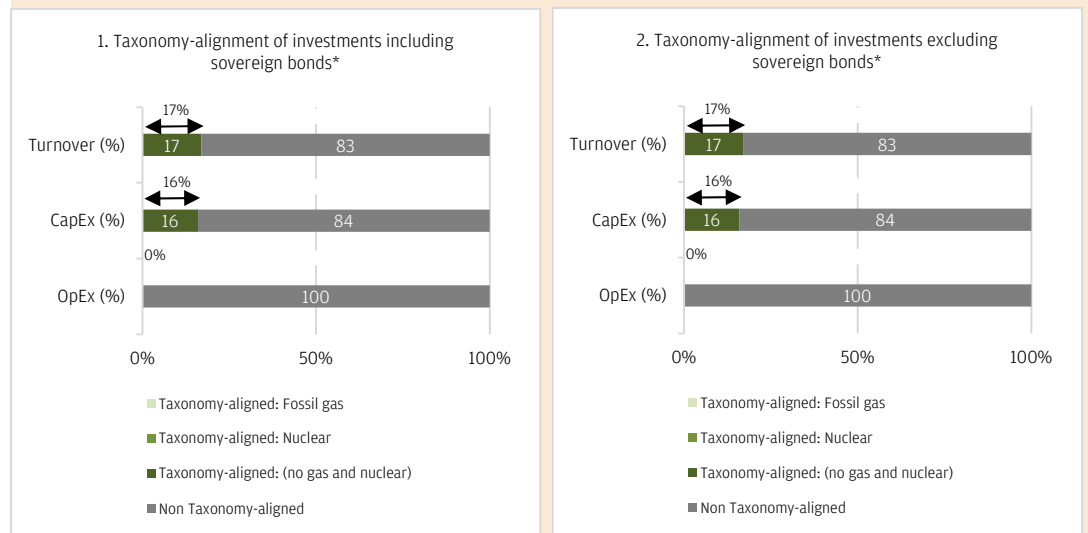 1. Taxonomy-alignment of investments including
sovereign bonds*
17%
Turnover (%)
17
83
16%
CapEx (%)
16
84
0%
OpEx (%)
100
0%
50%
100%
Taxonomy-aligned: Fossil gas
Taxonomy-aligned: Nuclear
Taxonomy-aligned: (no gas and nuclear)
Non Taxonomy-aligned
2. Taxonomy-alignment of investments excluding
sovereign bonds*
17%
Turnover (%)
17
83
16%
CapEx (%)
16
84
0%
OpEx (%)
100
0%
50%
100%
Taxonomy-aligned: Fossil gas
Taxonomy-aligned: Nuclear
Taxonomy-aligned: (no gas and nuclear)
Non Taxonomy-aligned